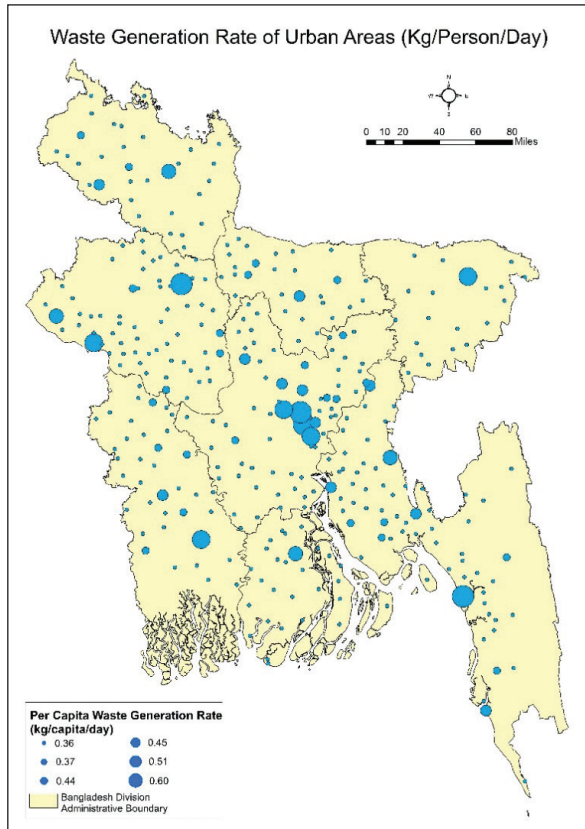 Waste Generation Rate of Urban Areas (Kg/Person/Day)
N
W E
S
0 10 20 40 60 80
Miles
Per Capita Waste Generation Rate
(kg/capita/day)
0.36 0.45
0.37 0.51
0.44 0.60
Bangladesh Division
Administrative Boundary